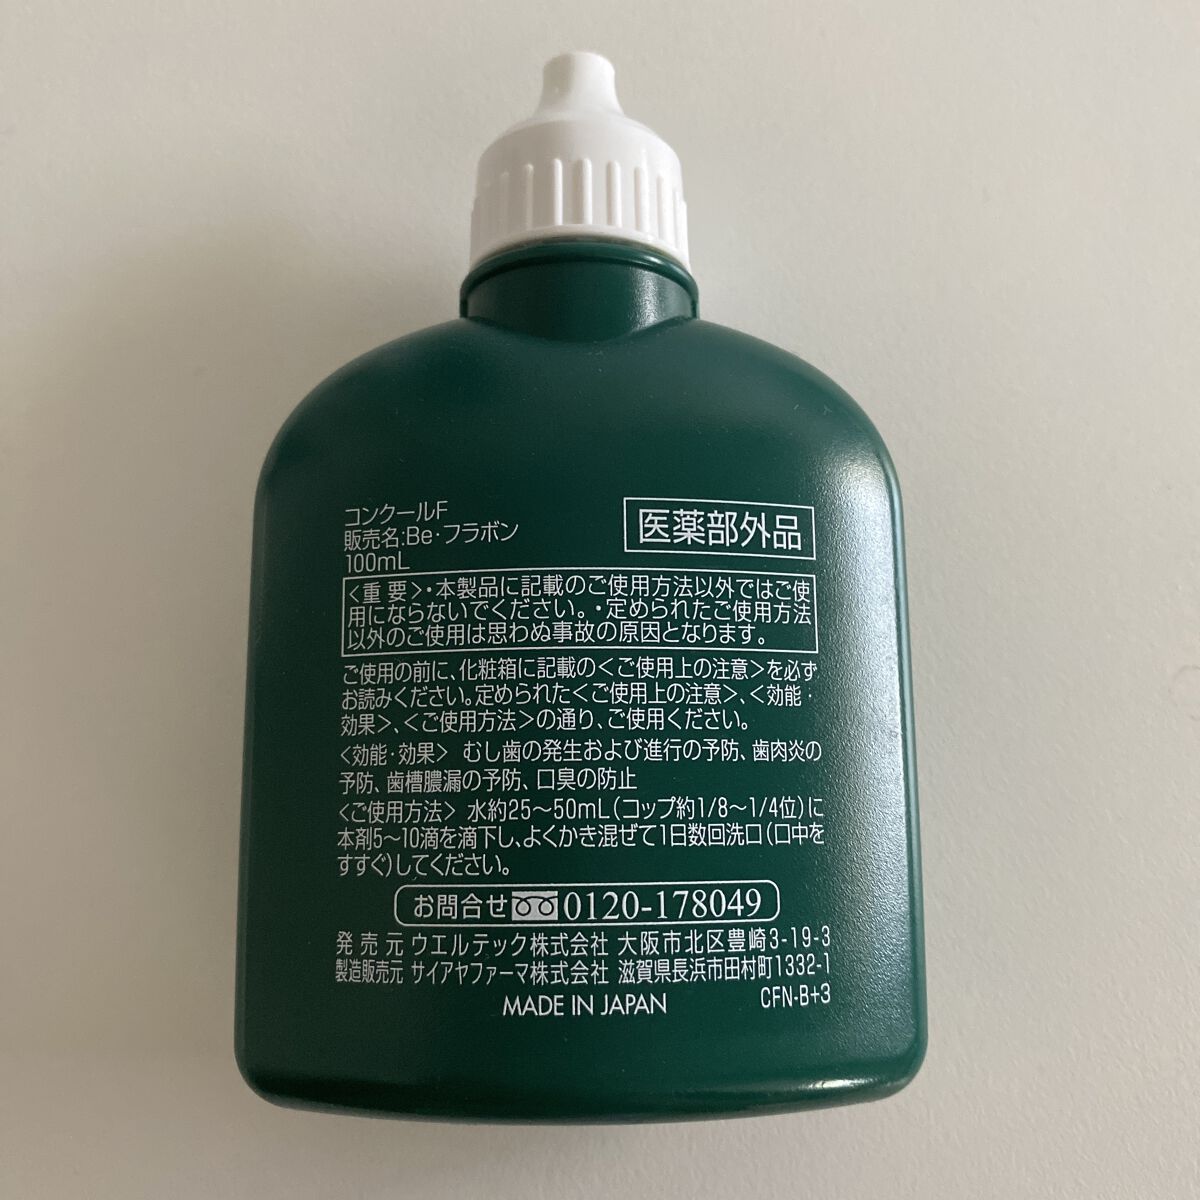 コンクールF
販売名:Be・フラボン
100mL
医薬部外品
<重要>・本製品に記載のご使用方法以外ではご使
用にならないでください。・定められたご使用方法
以外のご使用は思わぬ事故の原因となります。
ご使用の前に、化粧箱に記載の<ご使用上の注意>を必ず
お読みください。定められた<ご使用上の注意>、<効能・
効果>、<ご使用方法>の通り、ご使用ください。
<効能・効果> むし歯の発生および進行の予防、歯肉炎の
予防、歯槽膿漏の予防、口臭の防止
<ご使用方法> 水約25〜50mL(コップ約1/8〜1/4位)に
本剤5〜10滴を滴下し、よくかき混ぜて1日数回洗口(口中を
すすぐ)してください。
お問合せ 0120-178049
発売元 ウエルテック株式会社 大阪市北区豊崎3-19-3
製造販売元 サイアヤファーマ株式会社 滋賀県長浜市田村町1332-1
MADE IN JAPAN
CFN-B+3